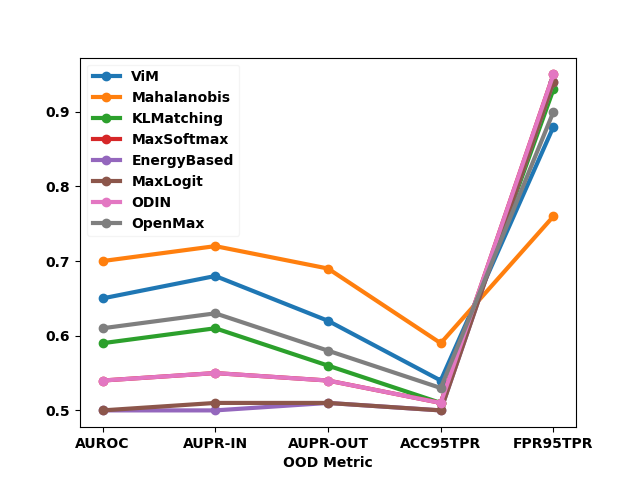 ViM
Mahalanobis
KLMatching
MaxSoftmax
EnergyBased
MaxLogit
ODIN
OpenMax
0.9
0.8
0.7
0.6
0.5
AUROC AUPR-IN AUPR-OUT ACC95TPR FPR95TPR
OOD Metric